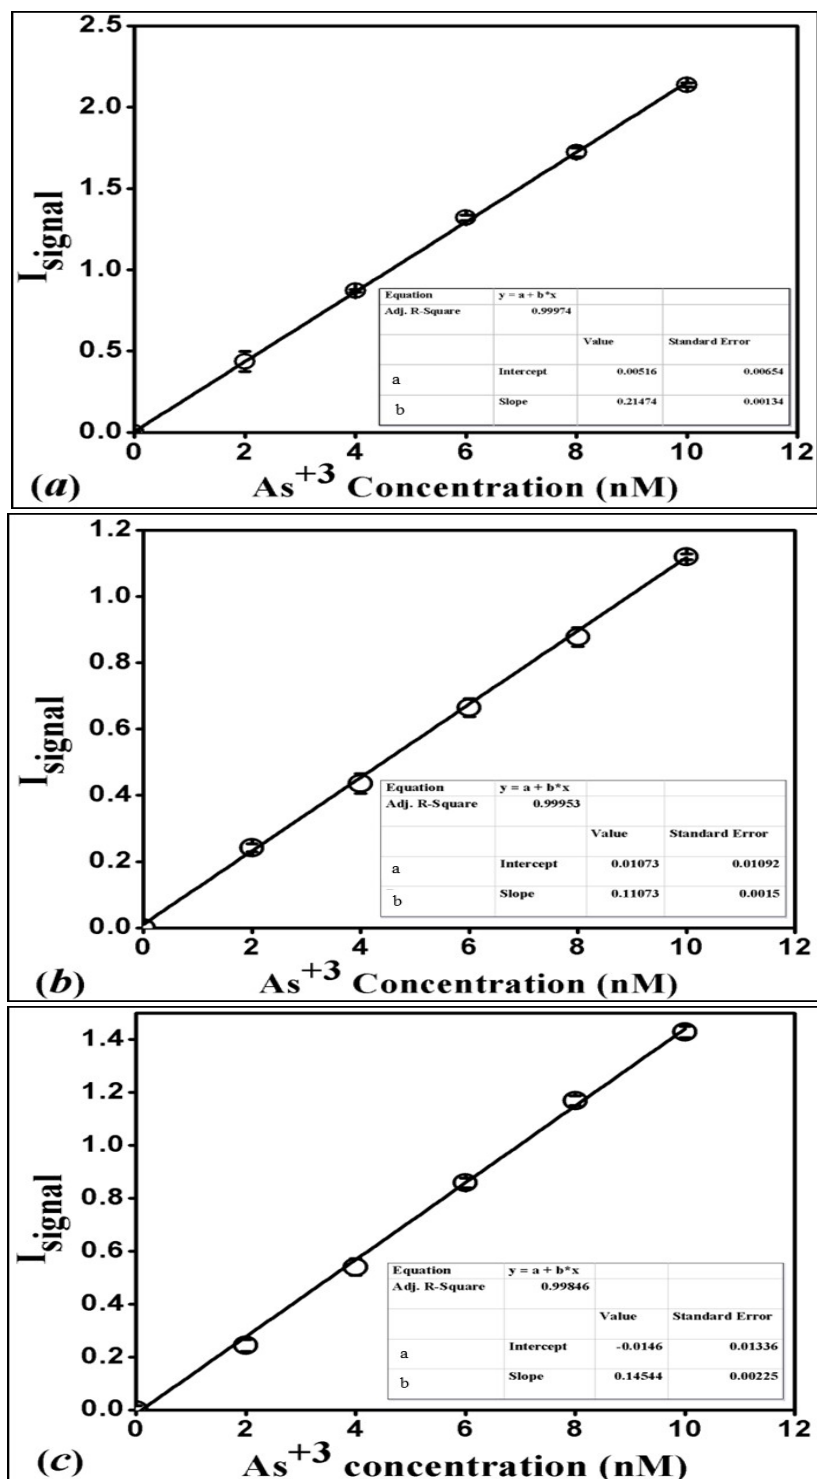 2.5
2.0
1.5
1.0
0.5
0.0
I signal
Equation y = a + b*x
Adj. R-Square 0.99974
Value Standard Error
a Intercept 0.00516 0.00654
b Slope 0.21474 0.00134
0 2 4 6 8 10 12
(a) As+3 Concentration (nM)
1.2
1.0
0.8
0.6
0.4
0.2
0.0
I signal
Equation y = a + b*x
Adj. R-Square 0.99953
Value Standard Error
a Intercept 0.01073 0.01092
b Slope 0.11073 0.0015
0 2 4 6 8 10 12
(b) As+3 Concentration (nM)
1.4
1.2
1.0
0.8
0.6
0.4
0.2
0.0
I signal
Equation y = a + b*x
Adj. R-Square 0.99846
Value Standard Error
a Intercept -0.0146 0.01336
b Slope 0.14544 0.00225
0 2 4 6 8 10 12
(c) As+3 concentration (nM)